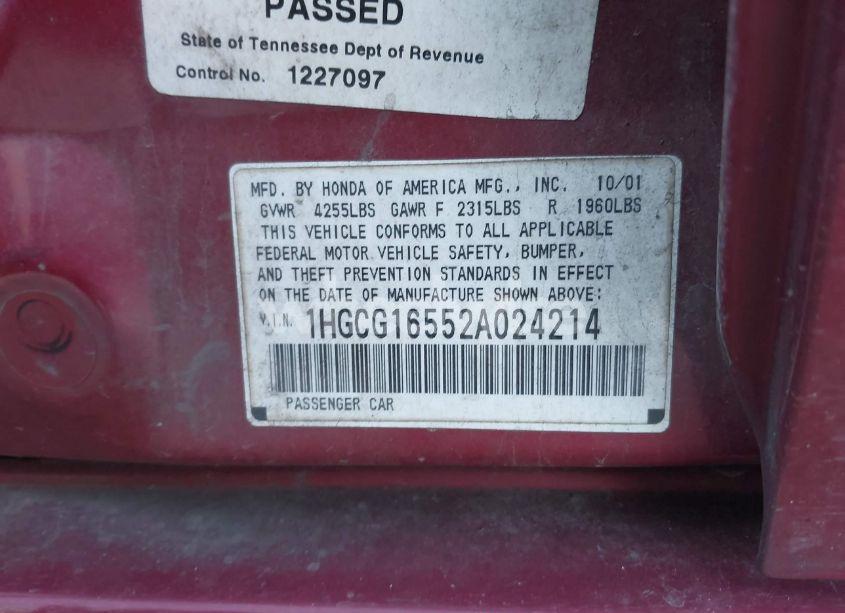 PASSED
State of Tennessee Dept of Revenue
Control No. 1227097
MFD. BY HONDA OF AMERICA MFG., INC. 10/01
GVWR 4255LBS GAWR F 2315LBS R 1960LBS
THIS VEHICLE CONFORMS TO ALL APPLICABLE
FEDERAL MOTOR VEHICLE SAFETY, BUMPER,
AND THEFT PREVENTION STANDARDS IN EFFECT
ON THE DATE OF MANUFACTURE SHOWN ABOVE:
V.I.N. 1HGCG16552A024214
PASSENGER CAR